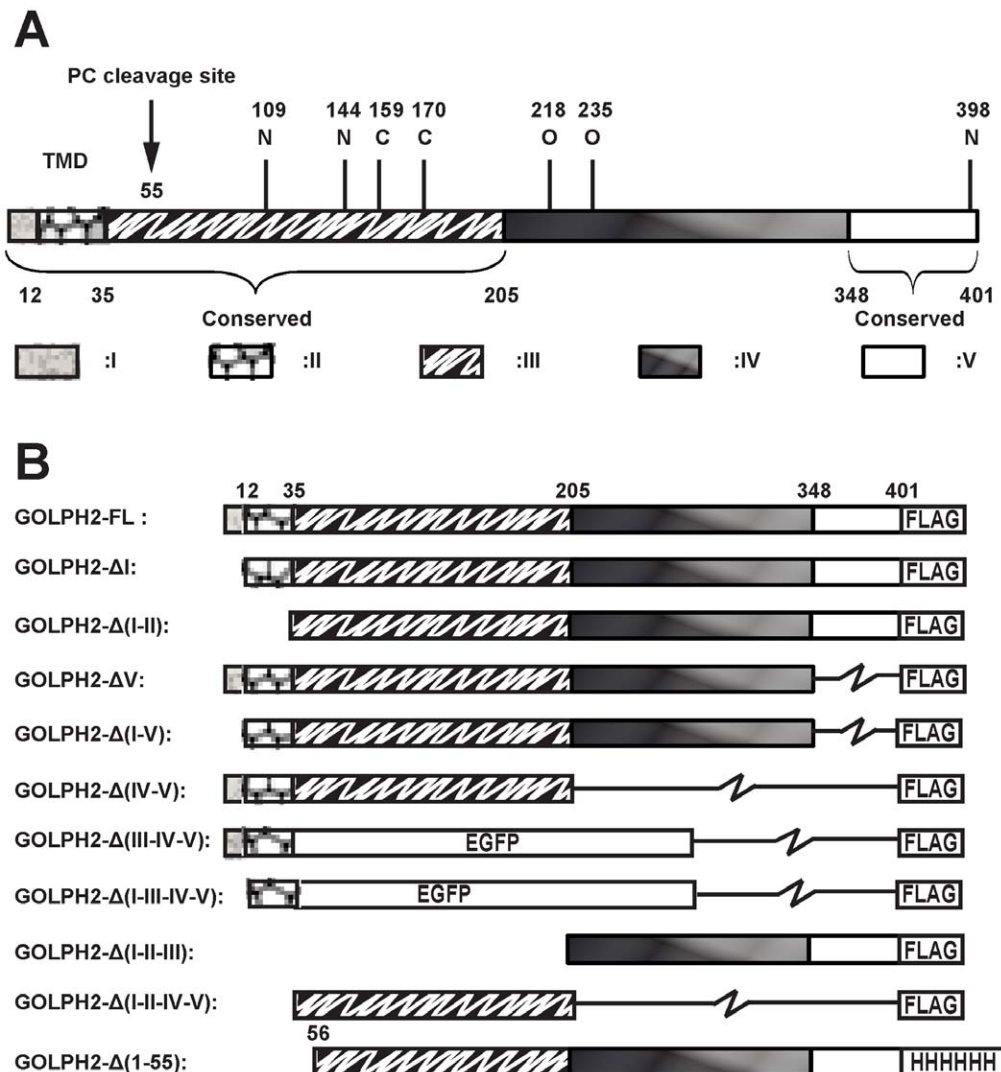 A
PC cleavage site
109 144 159 170 218 235 398
N N C C O O N
TMD
55
12 35 205 348 401
Conserved Conserved
:I :II :III :IV :V
B
12 35 205 348 401
GOLPH2-FL : FLAG
GOLPH2-ΔI: FLAG
GOLPH2-Δ(I-II): FLAG
GOLPH2-ΔV: FLAG
GOLPH2-Δ(I-V): FLAG
GOLPH2-Δ(IV-V): FLAG
GOLPH2-Δ(III-IV-V): EGFP FLAG
GOLPH2-Δ(I-III-IV-V): EGFP FLAG
GOLPH2-Δ(I-II-III): FLAG
GOLPH2-Δ(I-II-IV-V): FLAG
56
GOLPH2-Δ(1-55): HHHHHH